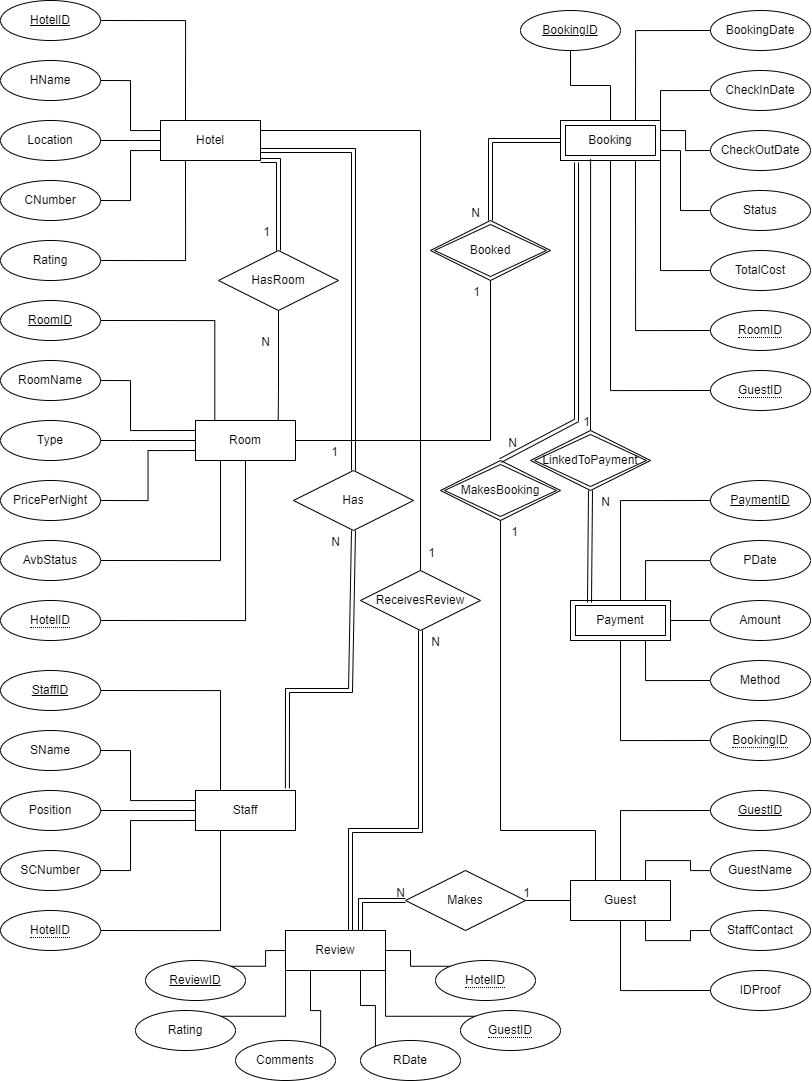 HotelID
HName
Location
CNumber
Rating
Hotel
BookingID
BookingDate
CheckInDate
CheckOutDate
Status
TotalCost
RoomID
GuestID
Booking
1
HasRoom
N
N
Booked
1
RoomID
RoomName
Type
PricePerNight
AvbStatus
HotelID
Room
1
Has
N
N
MakesBooking
1
1
LinkedToPayment
N
1
ReceivesReview
N
PaymentID
PDate
Amount
Method
BookingID
Payment
StaffID
SName
Position
SCNumber
HotelID
Staff
GuestID
GuestName
StaffContact
IDProof
Guest
N
Makes
1
Review
ReviewID
Rating
Comments
RDate
GuestID
HotelID